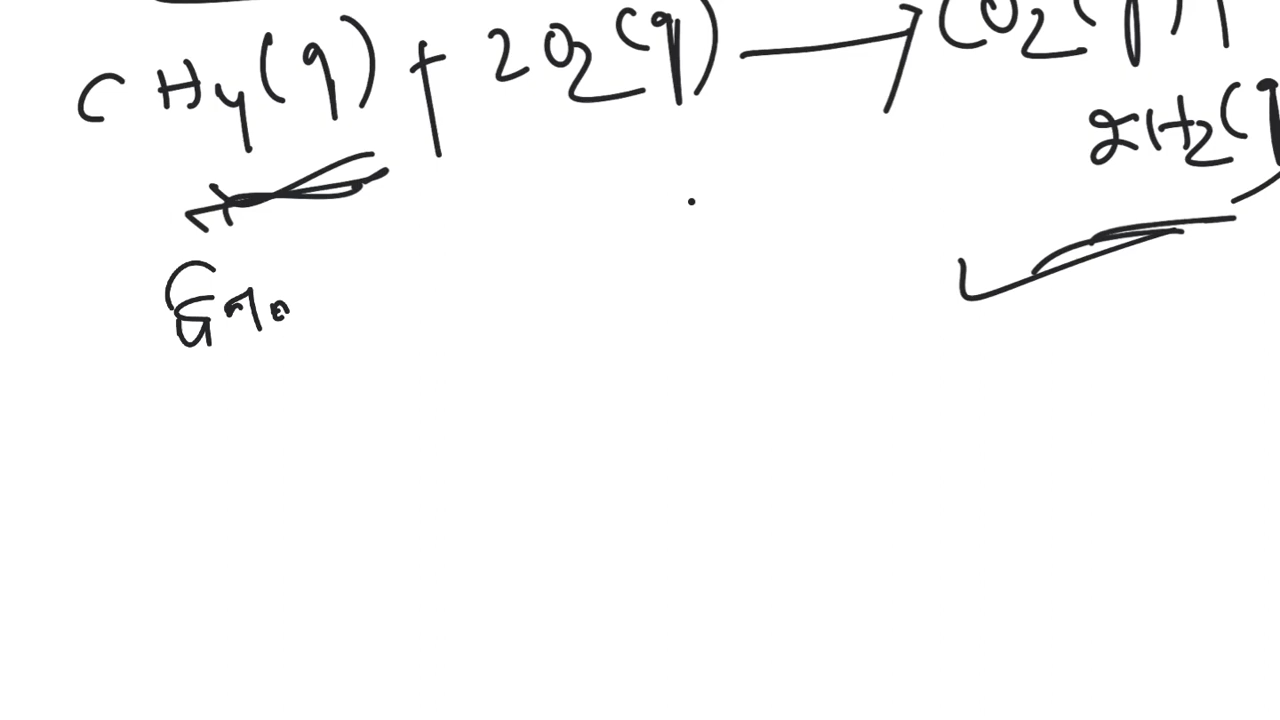 CH4(g) + 2O2(g) → CO2(g) +
2H2(g